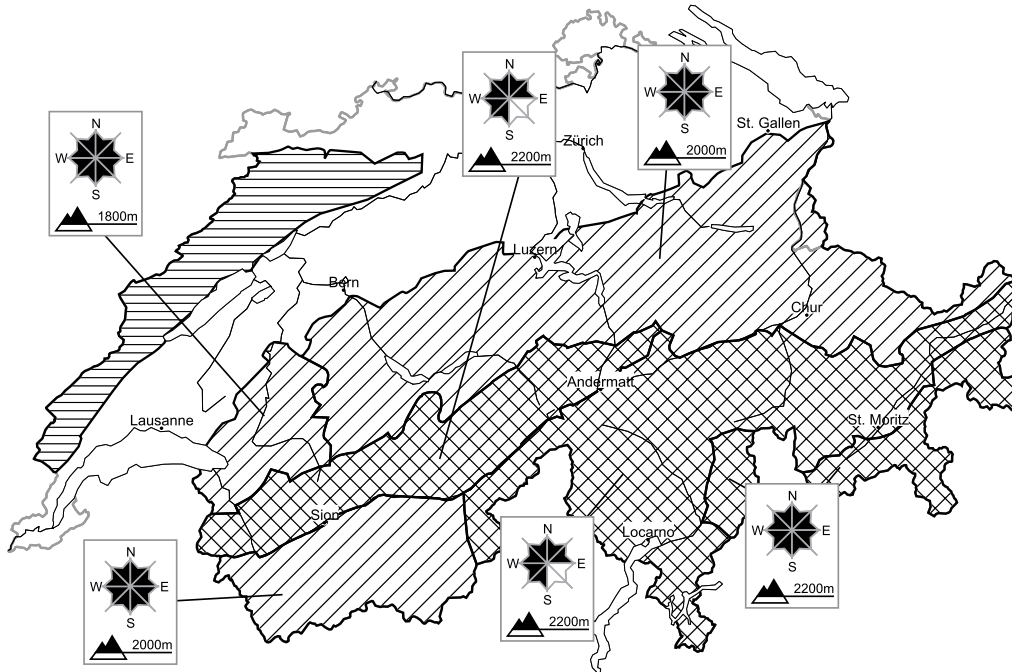 N
W E
S
2200m
N
W E
S
2000m
N
W E
S
1800m
St. Gallen
Zürich
Luzern
Bern
Chur
Andermatt
Lausanne
St. Moritz
Sion
Locarno
N
W E
S
2200m
N
W E
S
2200m
N
W E
S
2000m